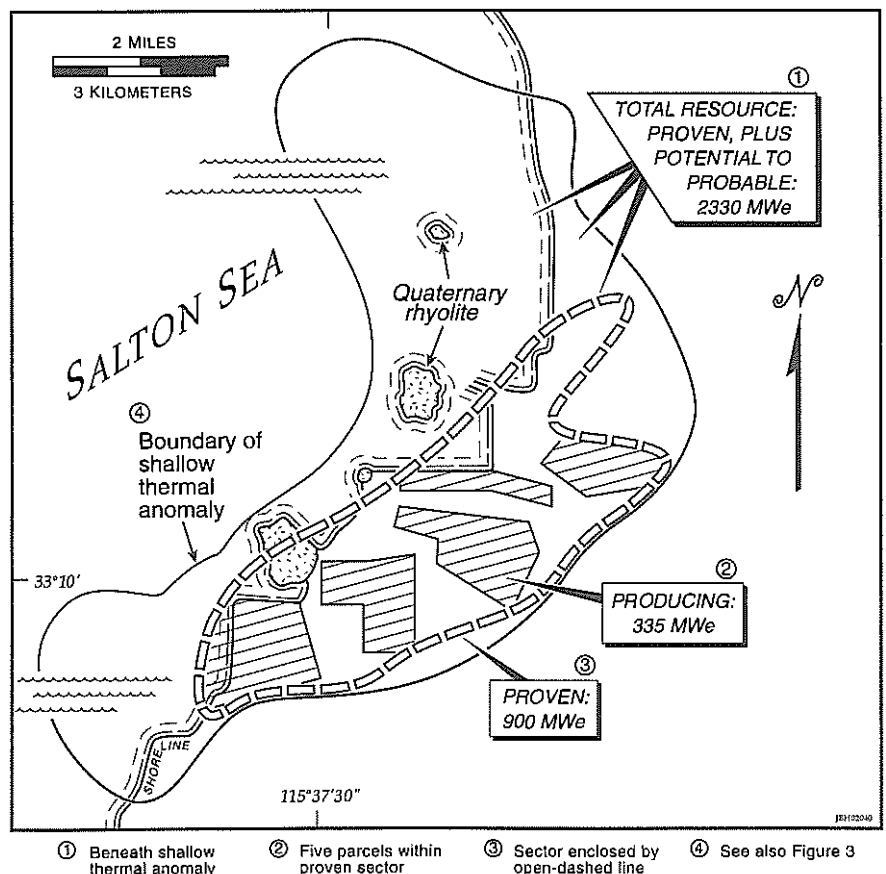 2 MILES
3 KILOMETERS
①
TOTAL RESOURCE:
PROVEN, PLUS
POTENTIAL TO
PROBABLE:
2330 MWe
N
SALTON SEA
Quaternary
rhyolite
④
Boundary of
shallow
thermal
anomaly
33°10'
②
PRODUCING:
335 MWe
③
PROVEN:
900 MWe
SHORE LINE
115°37'30"
JBH02040
① Beneath shallow
thermal anomaly
② Five parcels within
proven sector
③ Sector enclosed by
open-dashed line
④ See also Figure 3